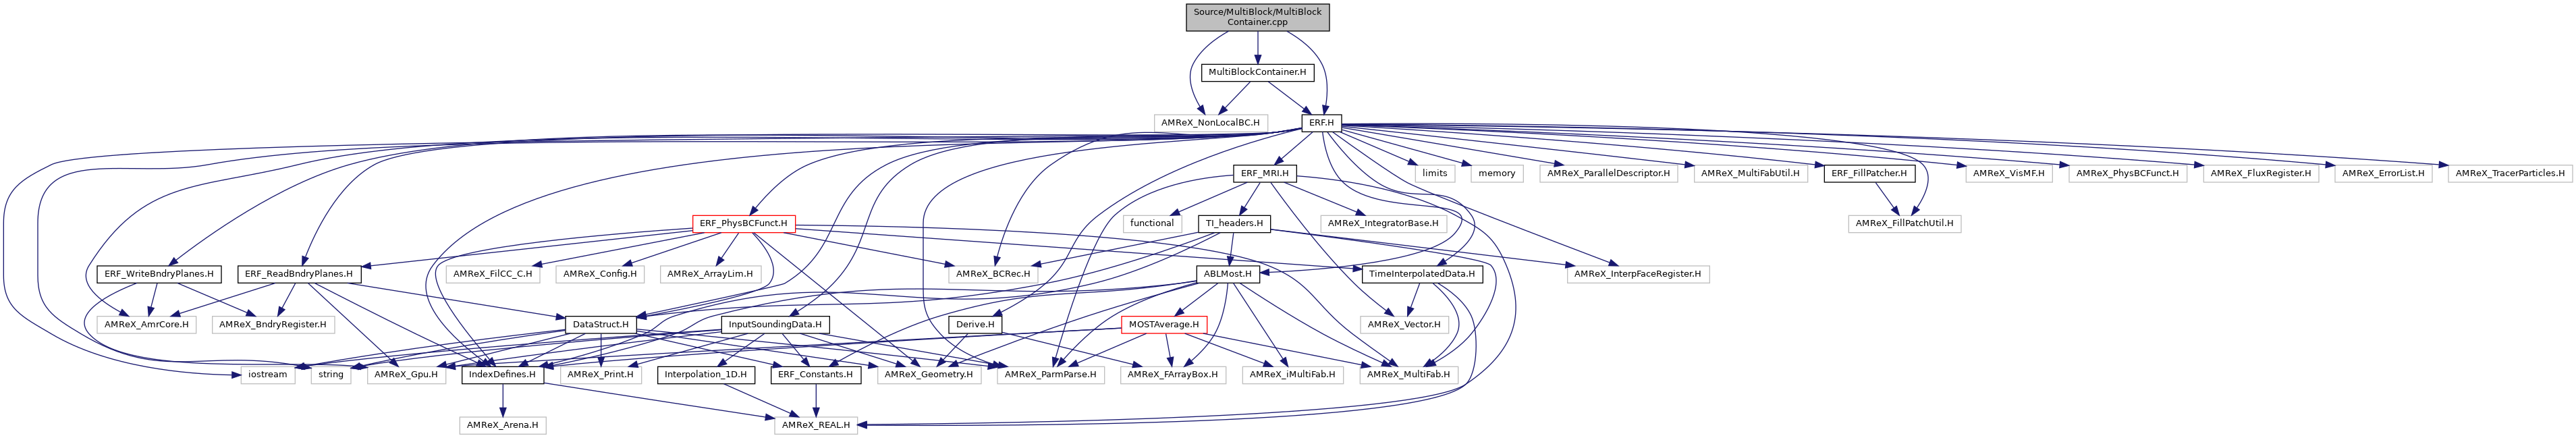 Source/MultiBlock/MultiBlock
Container.cpp
MultiBlockContainer.H
AMReX_NonLocalBC.H
ERF.H
ERF_MRI.H
limits
memory
AMReX_ParallelDescriptor.H
AMReX_MultiFabUtil.H
ERF_FillPatcher.H
AMReX_VisMF.H
AMReX_PhysBCFunct.H
AMReX_FluxRegister.H
AMReX_ErrorList.H
AMReX_TracerParticles.H
ERF_PhysBCFunct.H
functional
TI_headers.H
AMReX_IntegratorBase.H
AMReX_FillPatchUtil.H
ERF_WriteBndryPlanes.H
ERF_ReadBndryPlanes.H
AMReX_FilCC_C.H
AMReX_Config.H
AMReX_ArrayLim.H
AMReX_BCRec.H
ABLMost.H
TimeInterpolatedData.H
AMReX_InterpFaceRegister.H
AMReX_AmrCore.H
AMReX_BndryRegister.H
DataStruct.H
InputSoundingData.H
Derive.H
MOSTAverage.H
AMReX_Vector.H
iostream
string
AMReX_Gpu.H
IndexDefines.H
AMReX_Print.H
Interpolation_1D.H
ERF_Constants.H
AMReX_Geometry.H
AMReX_ParmParse.H
AMReX_FArrayBox.H
AMReX_iMultiFab.H
AMReX_MultiFab.H
AMReX_Arena.H
AMReX_REAL.H